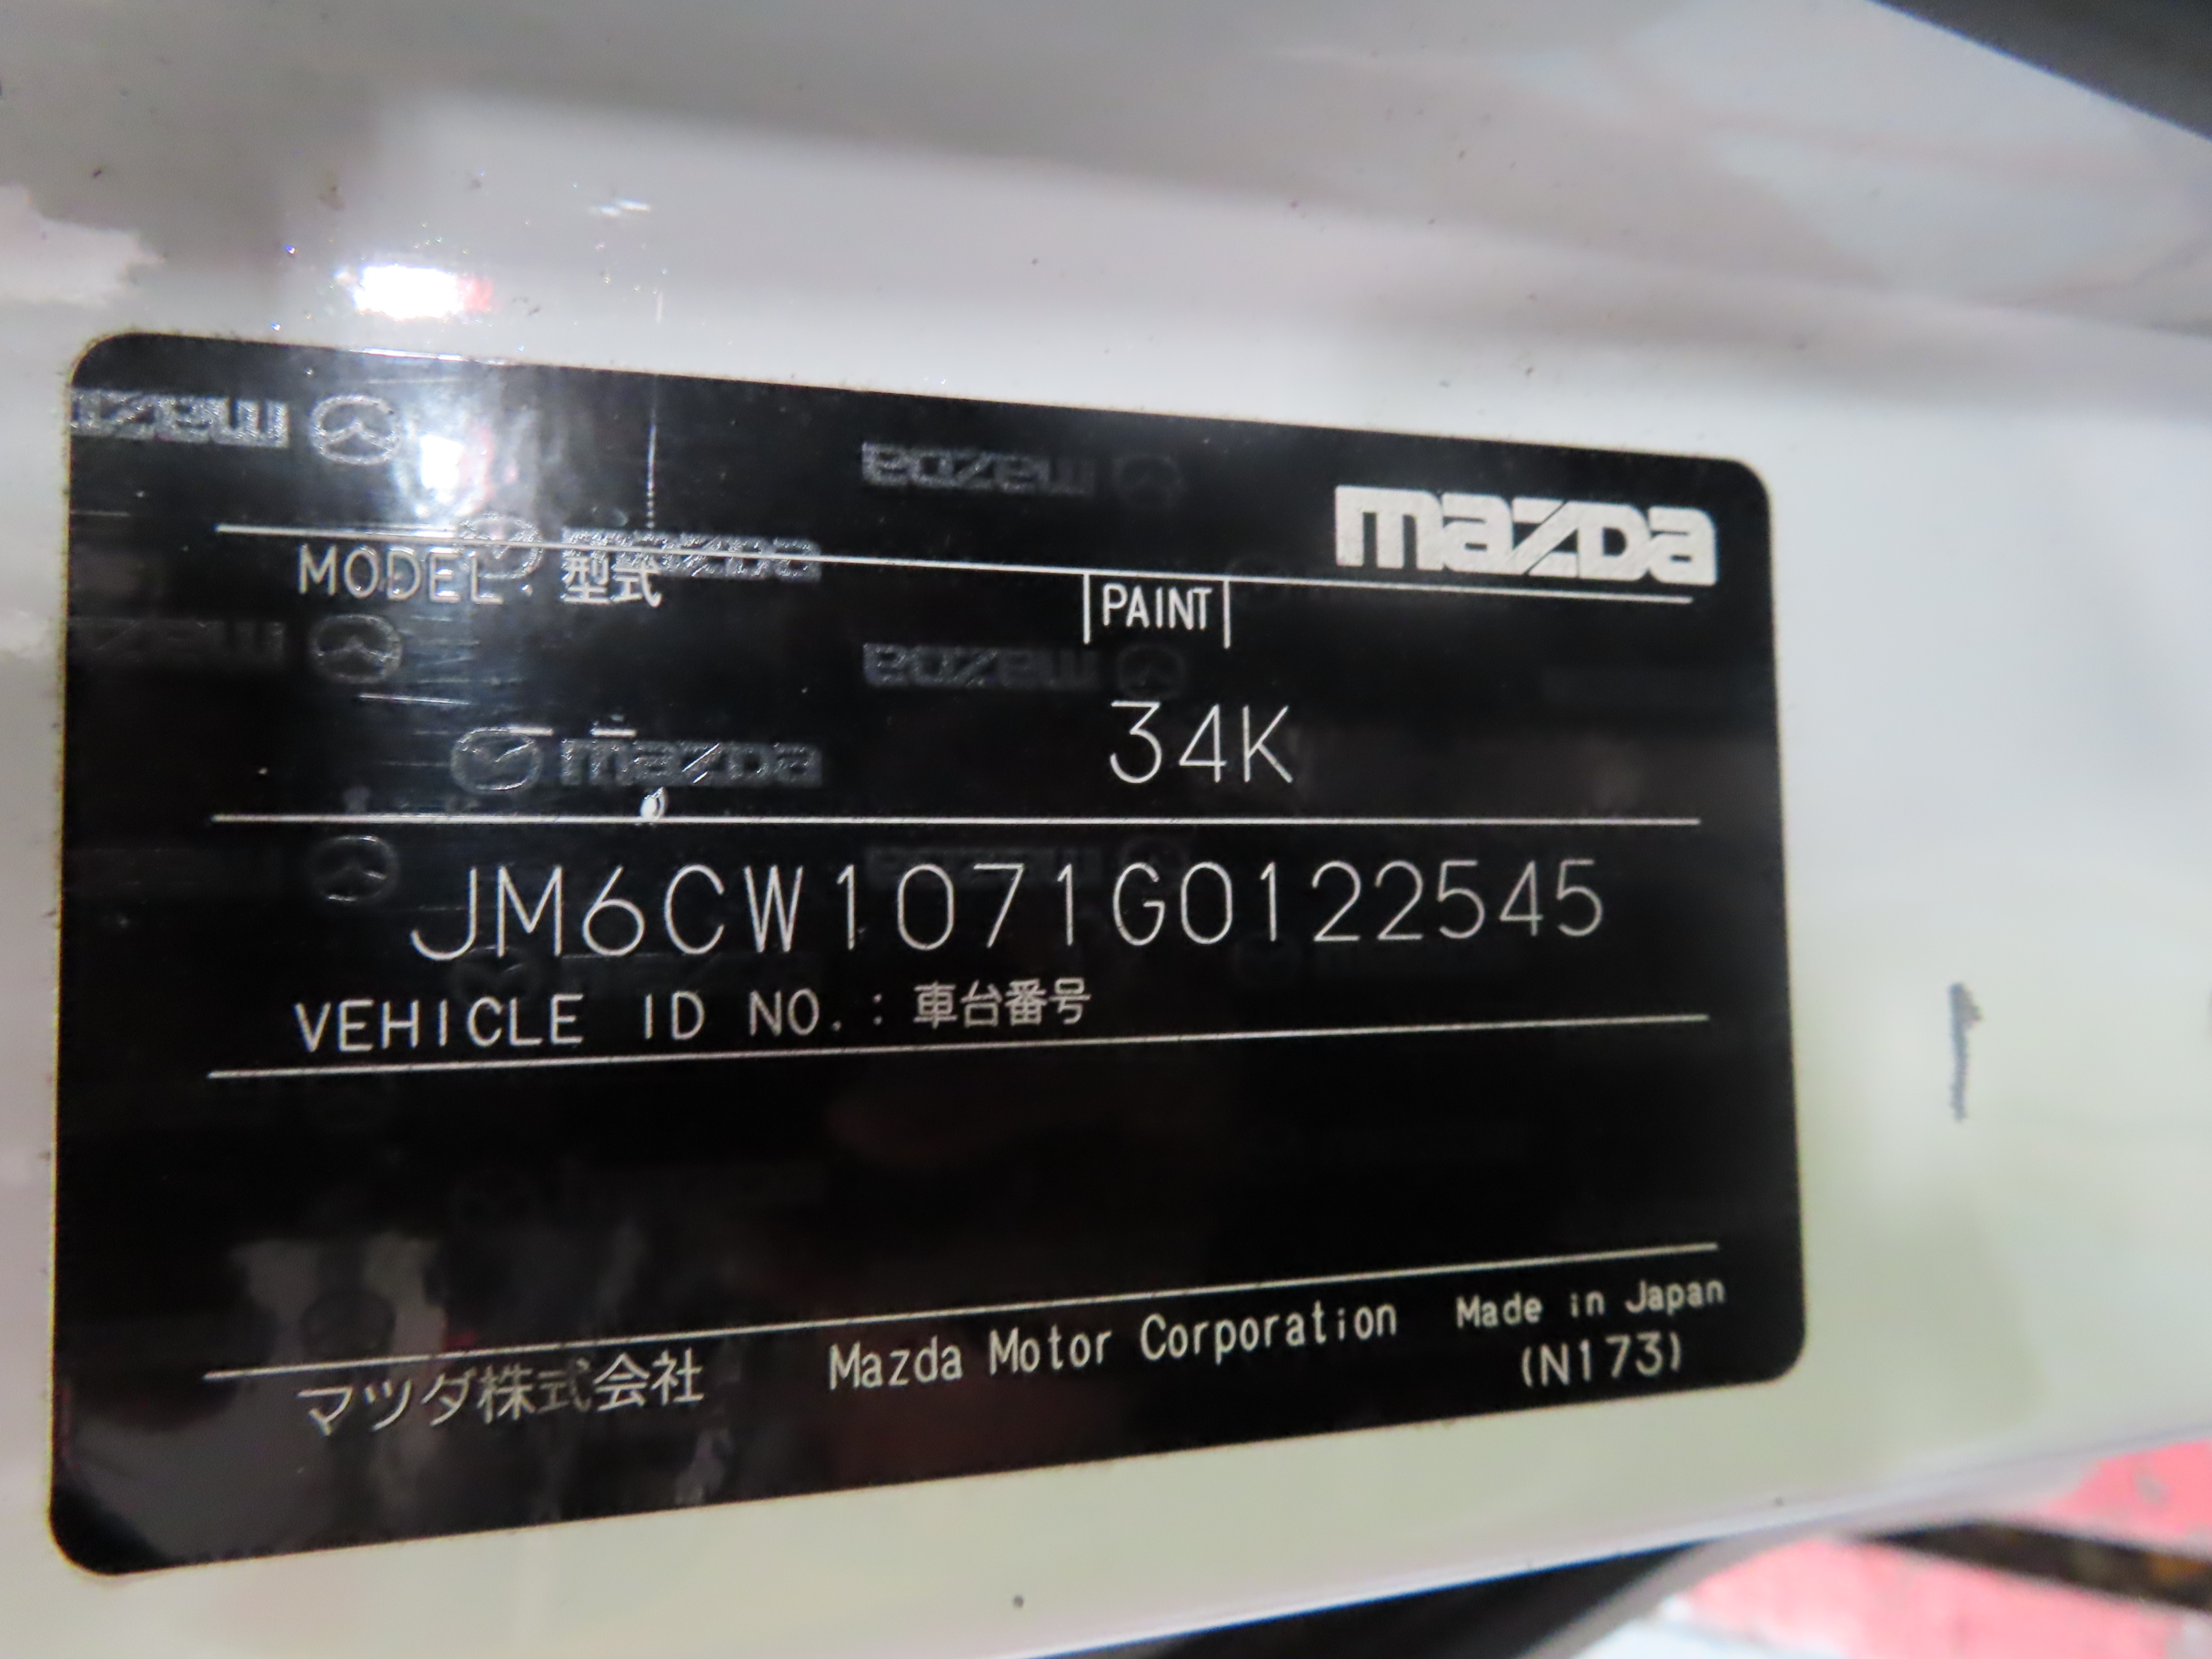 mazda
MODEL : 型式
PAINT
34K
JM6CW1071G0122545
VEHICLE ID NO. : 車台番号
マツダ株式会社 Mazda Motor Corporation Made in Japan
(N173)